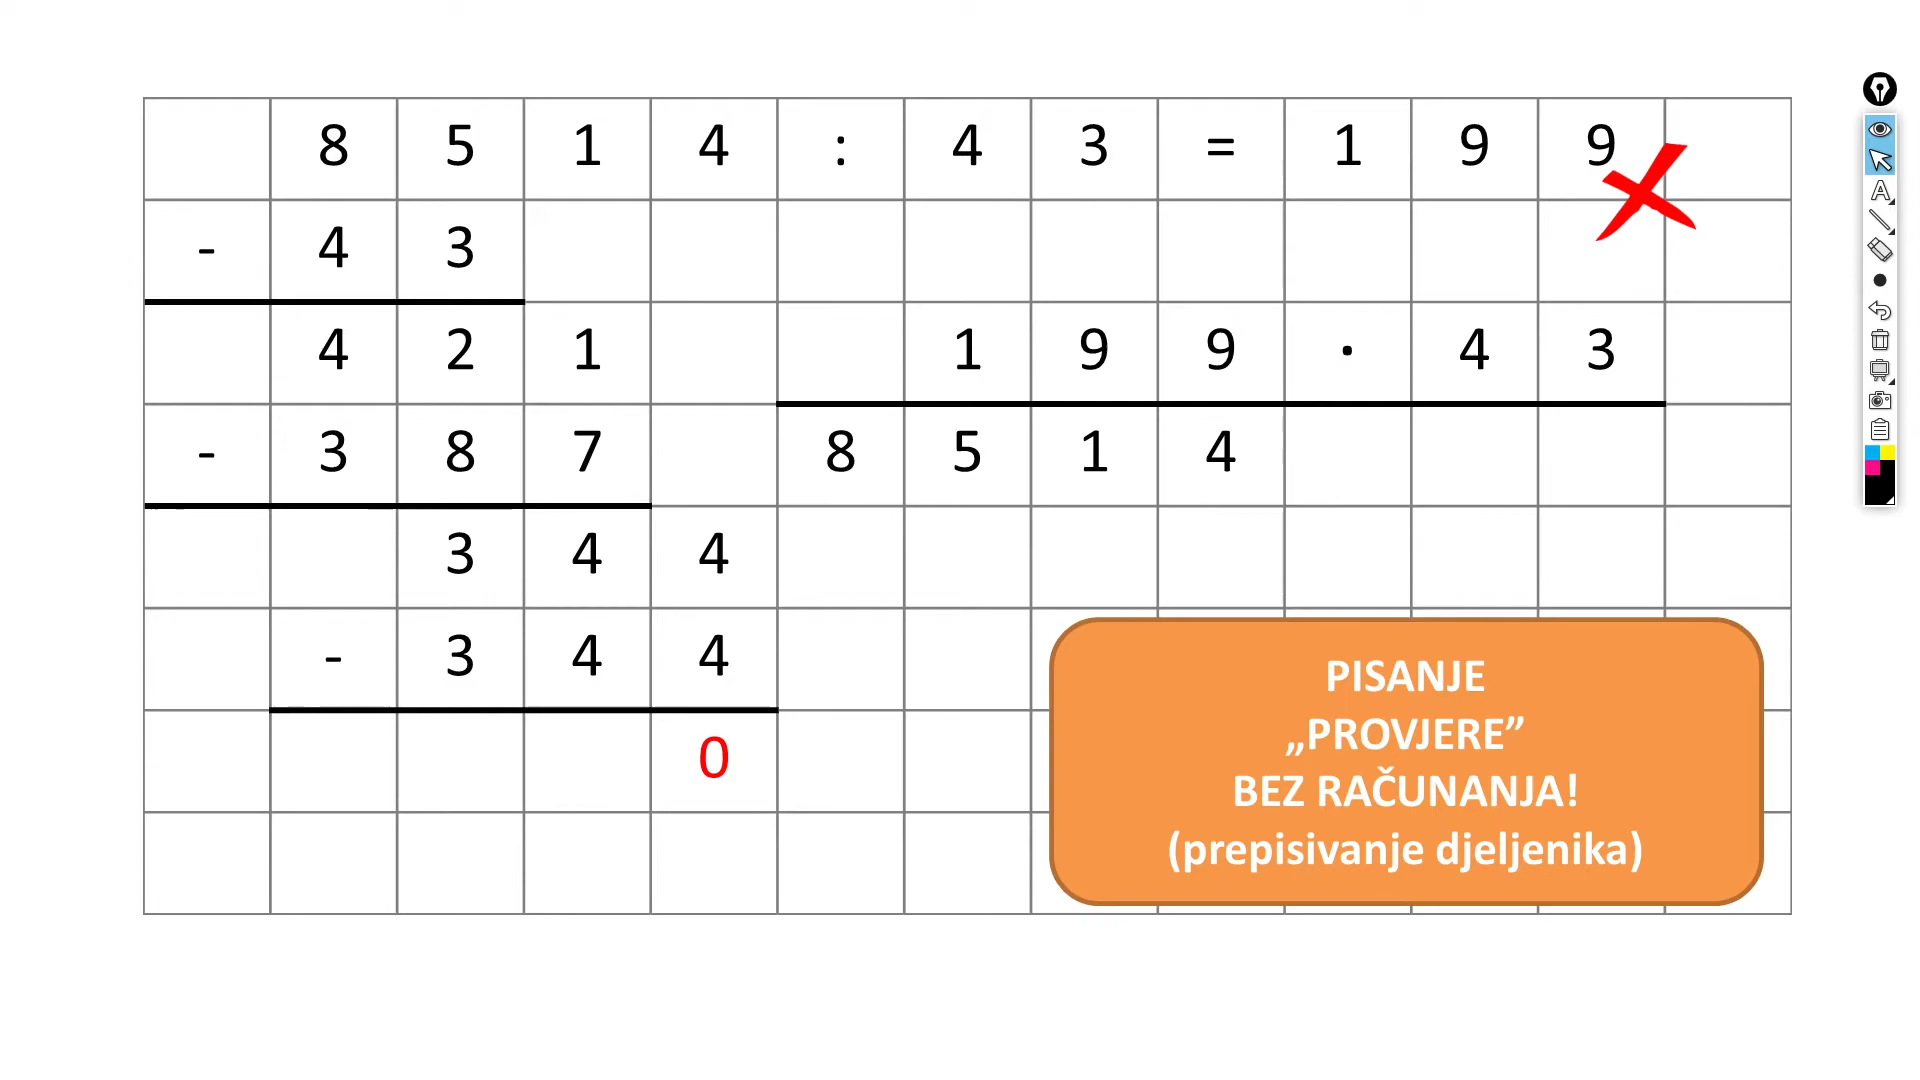 8 5 1 4 : 4 3 = 1 9 9
- 4 3
4 2 1
1 9 9 · 4 3
- 3 8 7
8 5 1 4
3 4 4
- 3 4 4
0
PISANJE
„PROVJERE”
BEZ RAČUNANJA!
(prepisivanje djeljenika)